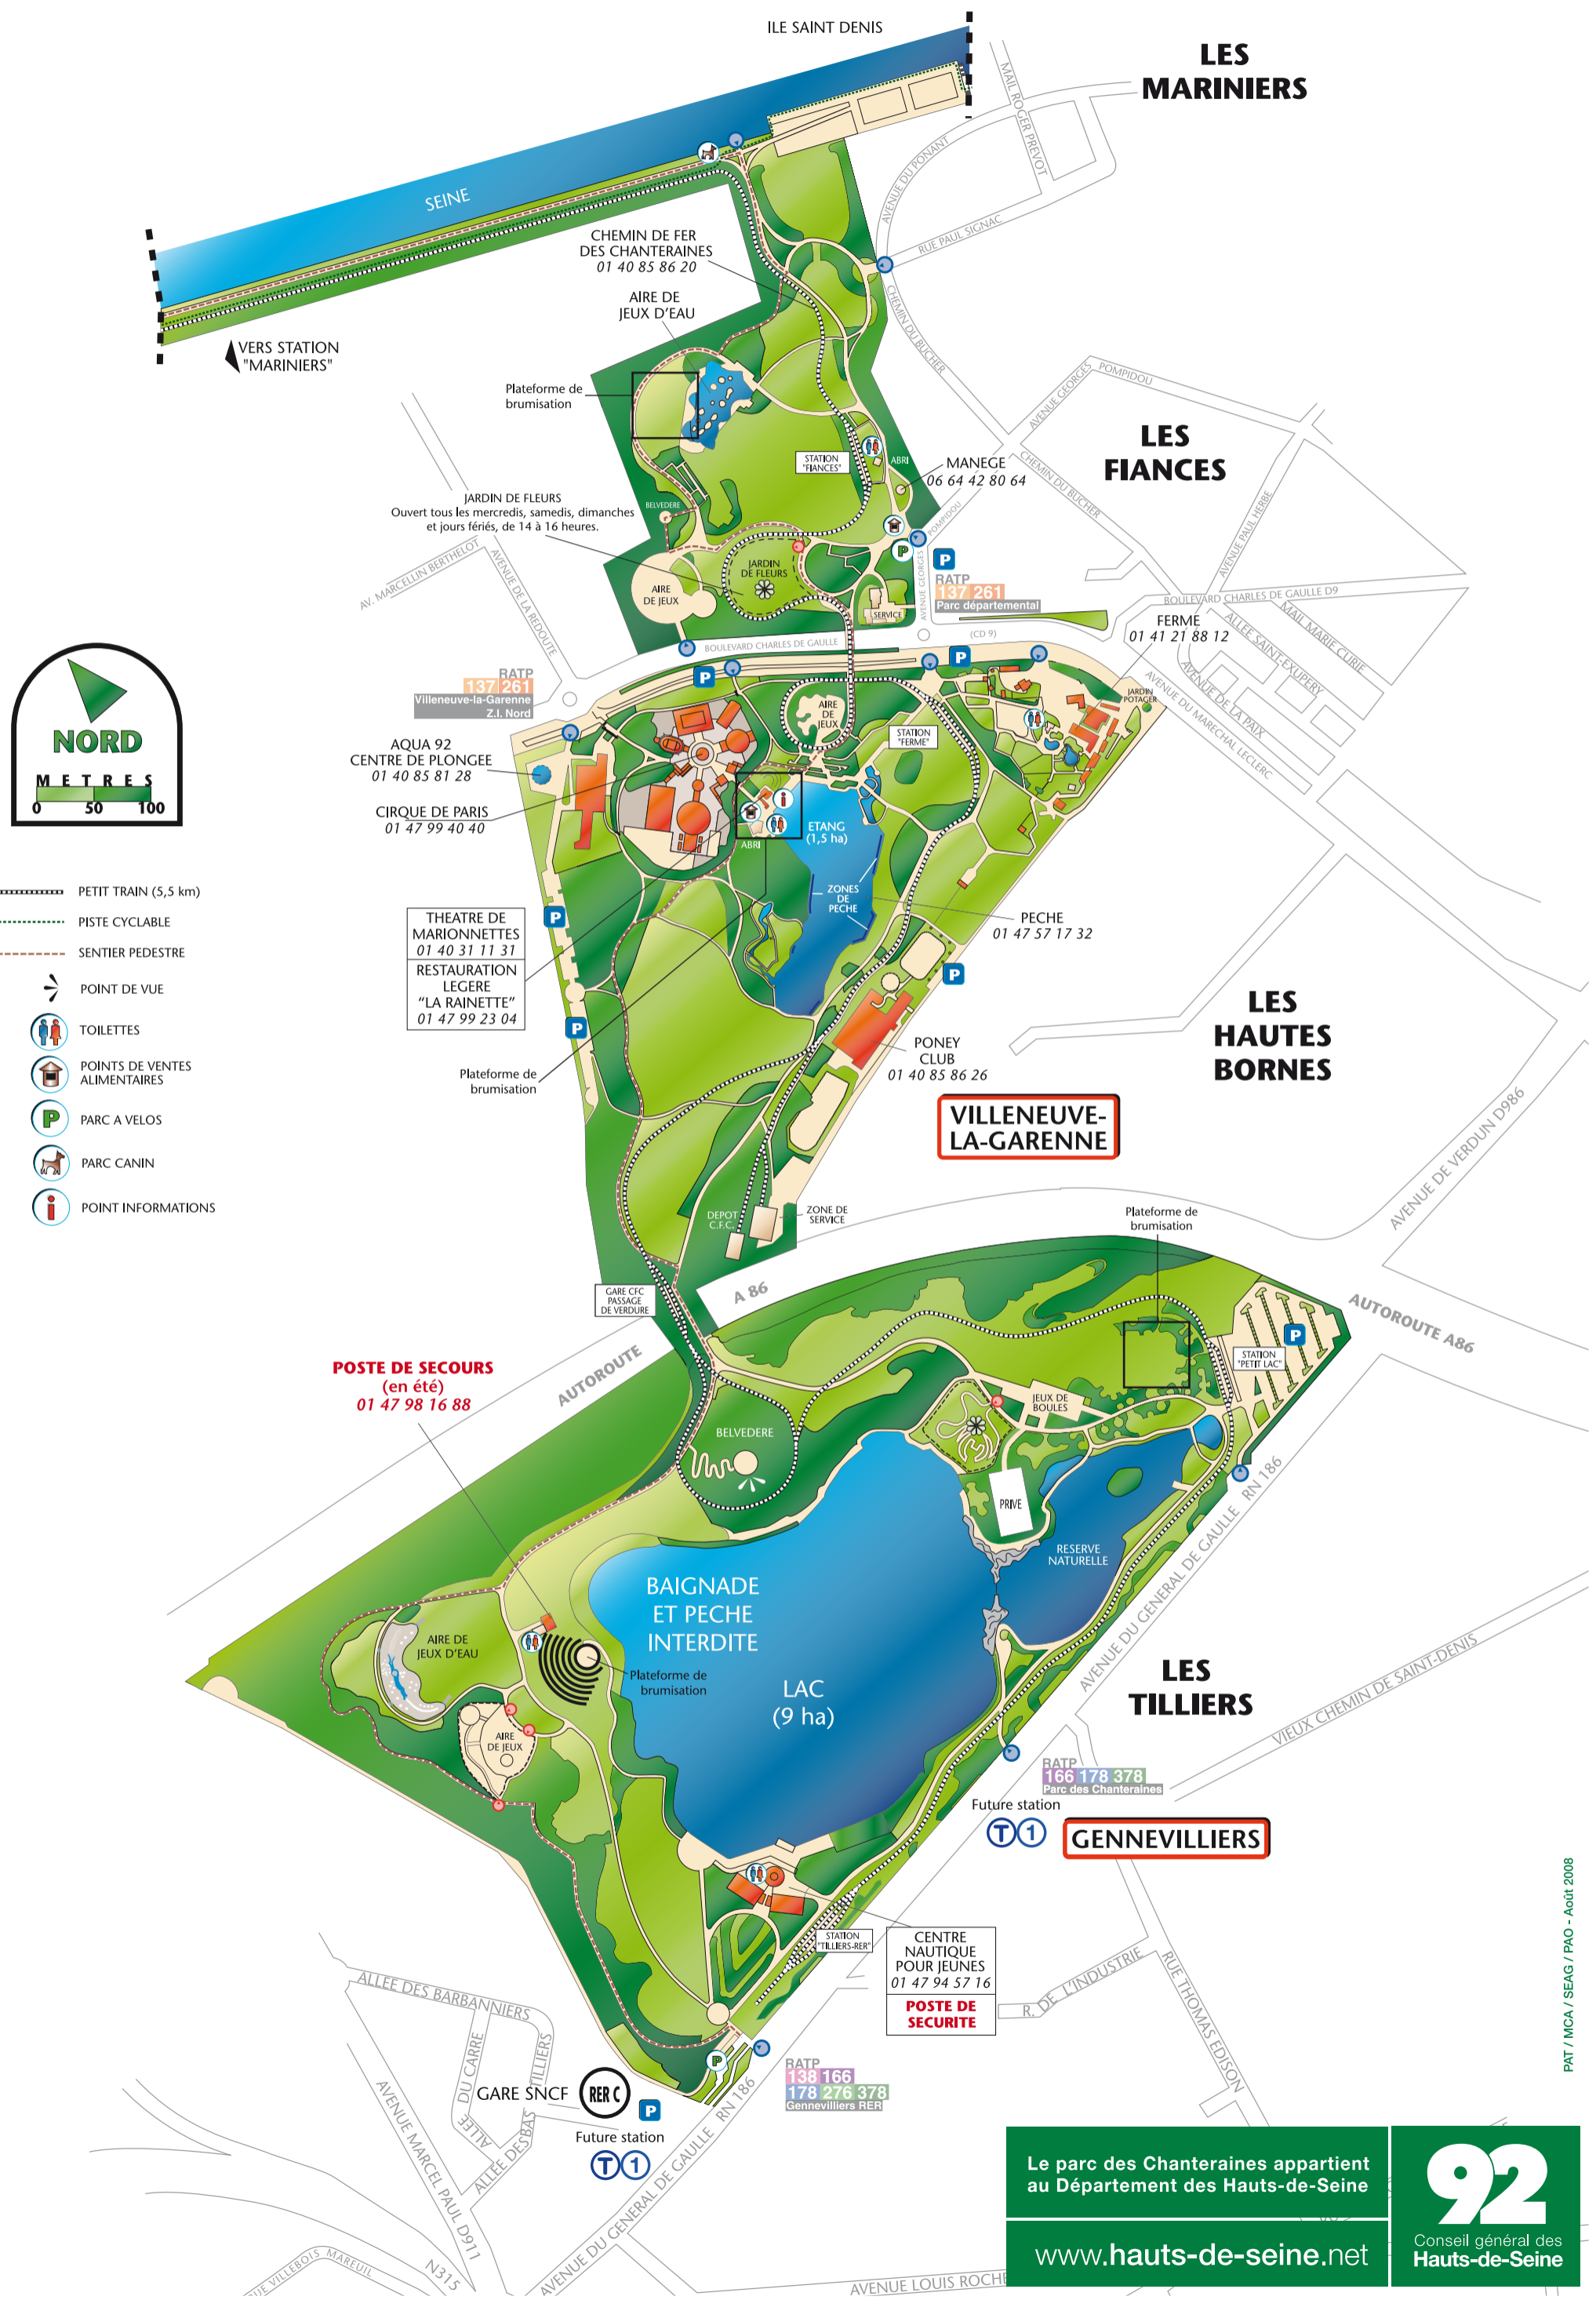 ILE SAINT DENIS
LES
MARINIERS
MAIL ROGER PREVOT
AVENUE DU PONANT
RUE PAUL SIGNAC
SEINE
CHEMIN DE FER
DES CHANTERAINES
01 40 85 86 20
AIRE DE
JEUX D'EAU
CHEMIN DU BUCHER
VERS STATION
"MARINIERS"
Plateforme de
brumisation
AVENUE GEORGES POMPIDOU
LES
FIANCES
STATION
"FIANCES"
ABRI
MANEGE
06 64 42 80 64
CHEMIN DU BUCHER
AVENUE PAUL HERBE
JARDIN DE FLEURS
Ouvert tous les mercredis, samedis, dimanches
et jours fériés, de 14 à 16 heures.
BELVEDERE
AVENUE GEORGES POMPIDOU
P
P
AV. MARCELLIN BERTHELOT
AVENUE DE LA REDOUTE
JARDIN
DE FLEURS
AIRE
DE JEUX
SERVICE
RATP
137 261
Parc départemental
BOULEVARD CHARLES DE GAULLE D9
(CD 9)
FERME
01 41 21 88 12
ALLEE SAINT-EXUPERY
MAIL MARIE CURIE
AVENUE DE LA PAIX
AVENUE DU MARECHAL LECLERC
BOULEVARD CHARLES DE GAULLE
P
P
RATP
137 261
Villeneuve-la-Garenne
Z.I. Nord
JARDIN
POTAGER
AIRE
DE
JEUX
STATION
"FERME"
NORD
METRES
0 50 100
AQUA 92
CENTRE DE PLONGEE
01 40 85 81 28
CIRQUE DE PARIS
01 47 99 40 40
i
ETANG
(1,5 ha)
ABRI
ZONES
DE
PECHE
PETIT TRAIN (5,5 km)
PISTE CYCLABLE
SENTIER PEDESTRE
POINT DE VUE
TOILETTES
POINTS DE VENTES
ALIMENTAIRES
P PARC A VELOS
PARC CANIN
i POINT INFORMATIONS
P
THEATRE DE
MARIONNETTES
01 40 31 11 31
RESTAURATION
LEGERE
"LA RAINETTE"
01 47 99 23 04
PECHE
01 47 57 17 32
P
P
LES
HAUTES
BORNES
Plateforme de
brumisation
PONEY
CLUB
01 40 85 86 26
VILLENEUVE-
LA-GARENNE
AVENUE DE VERDUN D986
DEPOT
C.F.C.
ZONE DE
SERVICE
Plateforme de
brumisation
GARE CFC
PASSAGE
DE VERDURE
A 86
AUTOROUTE
AUTOROUTE A86
P
STATION
"PETIT LAC"
POSTE DE SECOURS
(en été)
01 47 98 16 88
JEUX DE
BOULES
BELVEDERE
PRIVE
RESERVE
NATURELLE
AVENUE DU GENERAL DE GAULLE RN 186
BAIGNADE
ET PECHE
INTERDITE
AIRE DE
JEUX D'EAU
Plateforme de
brumisation
LAC
(9 ha)
LES
TILLIERS
VIEUX CHEMIN DE SAINT-DENIS
AIRE
DE JEUX
RATP
166 178 378
Parc des Chanteraines
Future station
T 1
GENNEVILLIERS
STATION
"TILLIERS-RER"
CENTRE
NAUTIQUE
POUR JEUNES
01 47 94 57 16
POSTE DE
SECURITE
R. DE L'INDUSTRIE
RUE THOMAS EDISON
ALLEE DES BARBANNIERS
ALLÉE DU CARRE
ALLÉE DES BAS TILLIERS
AVENUE MARCEL PAUL D911
P
GARE SNCF
RER C
P
Future station
T 1
RATP
138 166
178 276 378
Gennevilliers RER
AVENUE DU GENERAL DE GAULLE RN 186
N315
VILLEBOIS MAREUIL
AVENUE LOUIS ROCHE
PAT / MCA / SEAG / PAO - Août 2008
Le parc des Chanteraines appartient
au Département des Hauts-de-Seine
www.hauts-de-seine.net
92
Conseil général des
Hauts-de-Seine